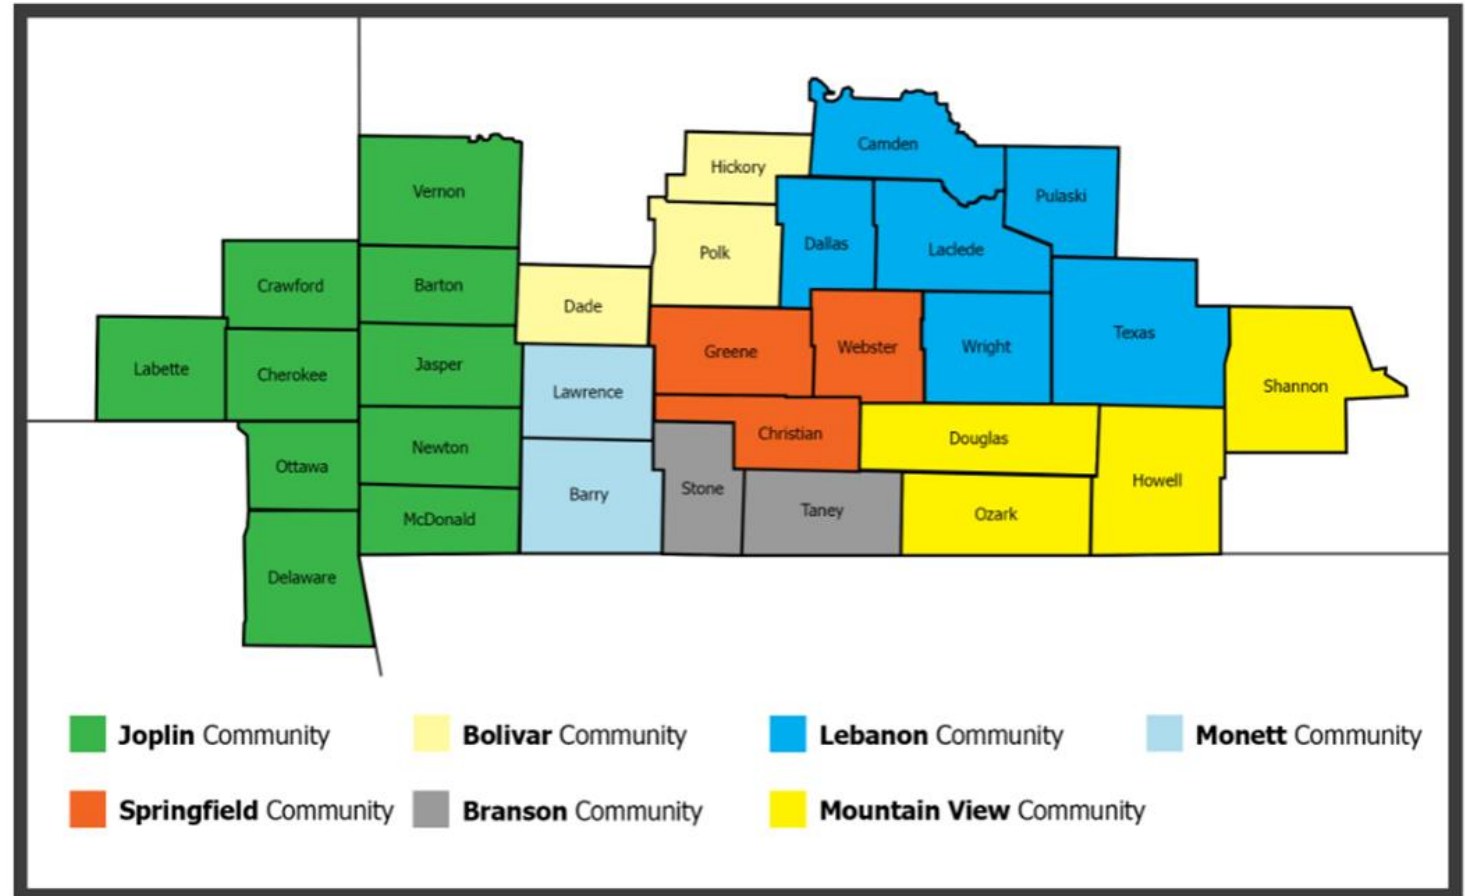 Camden
Hickory
Vernon
Pulaski
Dallas
Laclede
Polk
Crawford
Barton
Dade
Texas
Greene
Webster
Wright
Labette
Cherokee
Jasper
Shannon
Lawrence
Christian
Douglas
Newton
Ottawa
Howell
Stone
Barry
Taney
Ozark
McDonald
Delaware
Joplin Community
Bolivar Community
Lebanon Community
Monett Community
Springfield Community
Branson Community
Mountain View Community